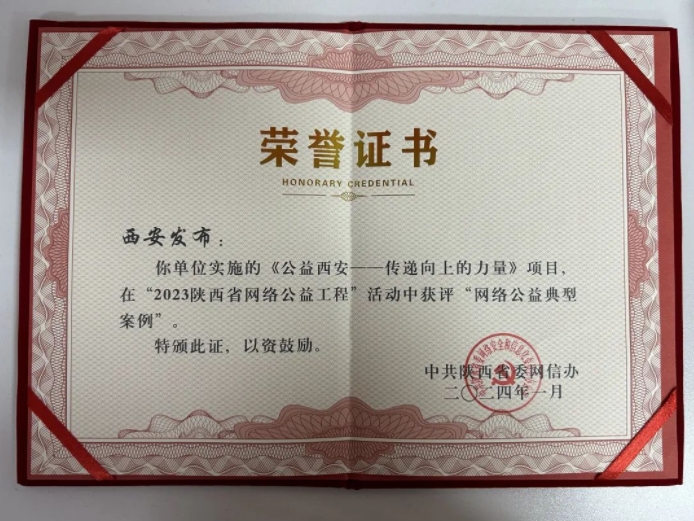 荣誉证书
HONORARY CREDENTIAL
西安发布：
你单位实施的《公益西安——传递向上的力量》项目，
在“2023陕西省网络公益工程”活动中获评“网络公益典型
案例”。
特颁此证，以资鼓励。
中共陕西省委网信办
二〇二四年一月